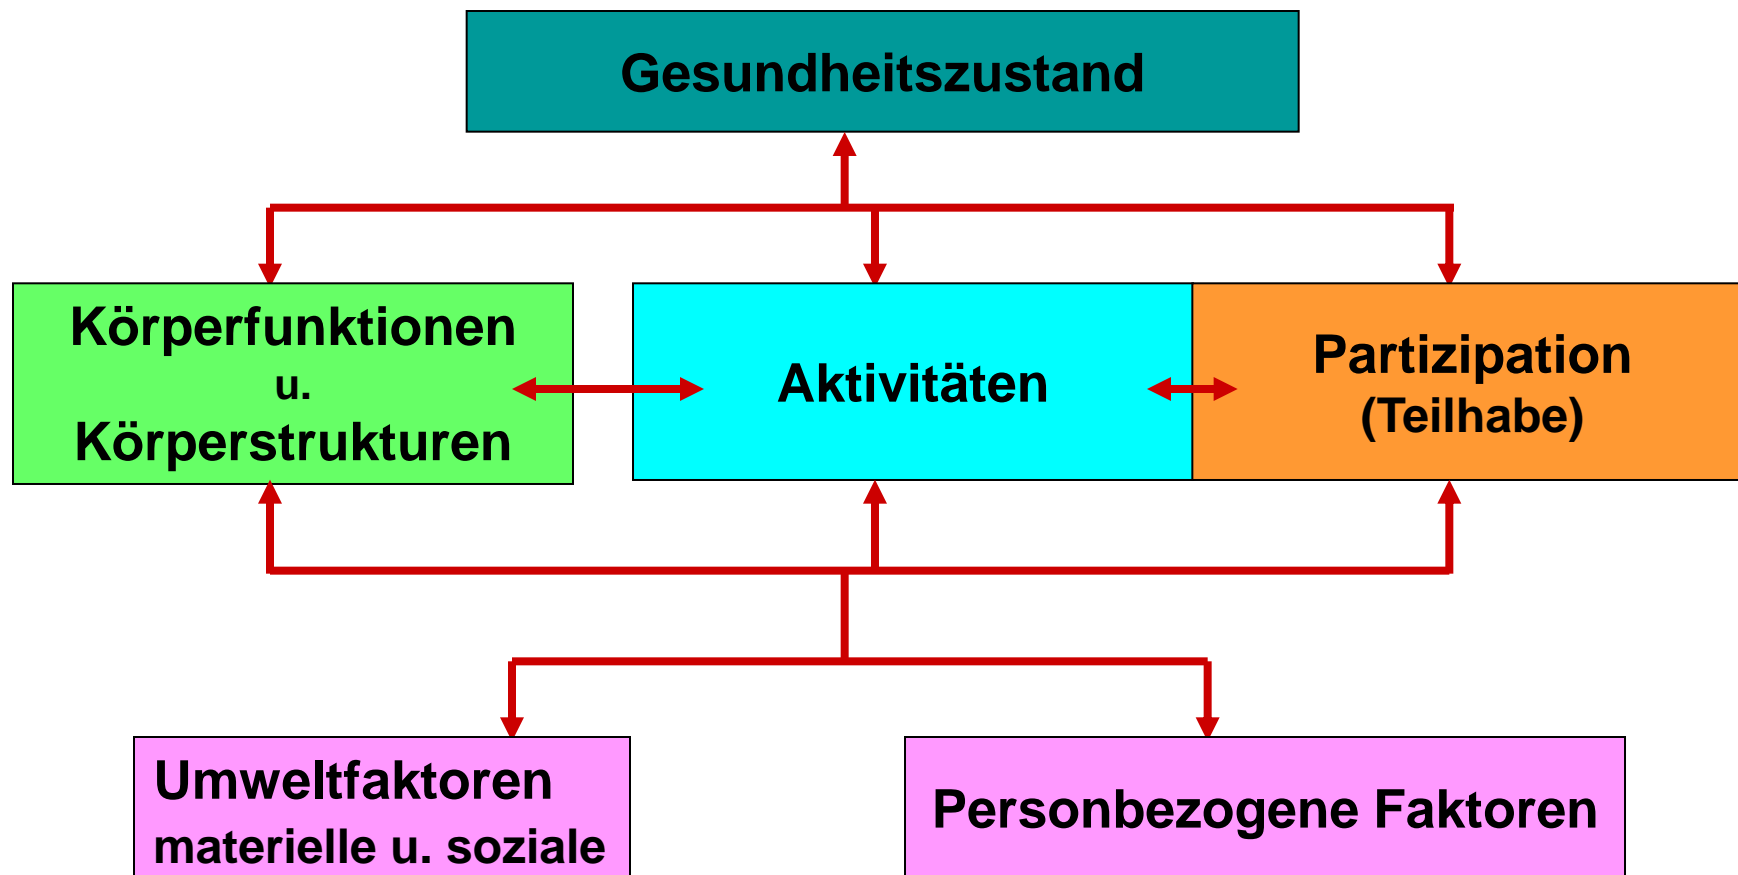 Gesundheitszustand
Körperfunktionen
u.
Körperstrukturen
Aktivitäten
Partizipation
(Teilhabe)
Umweltfaktoren
materielle u. soziale
Personbezogene Faktoren